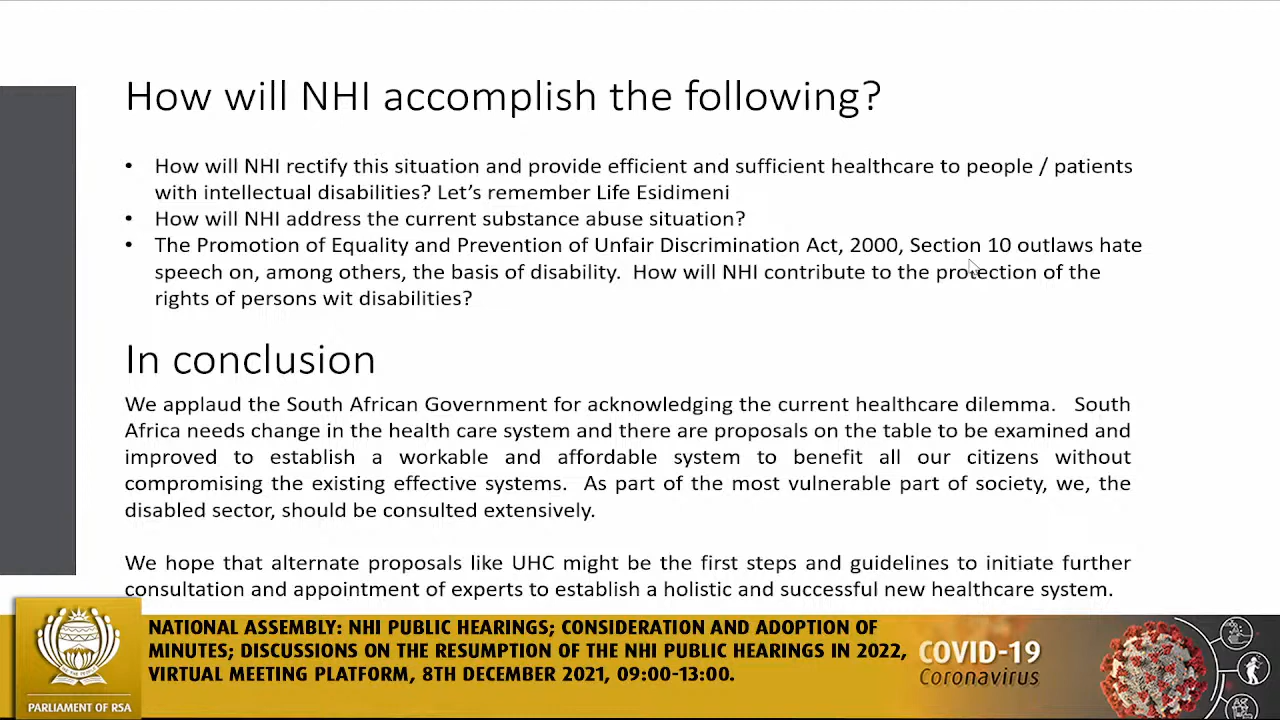 How will NHI accomplish the following?
• How will NHI rectify this situation and provide efficient and sufficient healthcare to people / patients
with intellectual disabilities? Let's remember Life Esidimeni
• How will NHI address the current substance abuse situation?
• The Promotion of Equality and Prevention of Unfair Discrimination Act, 2000, Section 10 outlaws hate
speech on, among others, the basis of disability. How will NHI contribute to the protection of the
rights of persons wit disabilities?
In conclusion
We applaud the South African Government for acknowledging the current healthcare dilemma. South
Africa needs change in the health care system and there are proposals on the table to be examined and
improved to establish a workable and affordable system to benefit all our citizens without
compromising the existing effective systems. As part of the most vulnerable part of society, we, the
disabled sector, should be consulted extensively.
We hope that alternate proposals like UHC might be the first steps and guidelines to initiate further
consultation and appointment of experts to establish a holistic and successful new healthcare system.
NATIONAL ASSEMBLY: NHI PUBLIC HEARINGS; CONSIDERATION AND ADOPTION OF
MINUTES; DISCUSSIONS ON THE RESUMPTION OF THE NHI PUBLIC HEARINGS IN 2022,
VIRTUAL MEETING PLATFORM, 8TH DECEMBER 2021, 09:00-13:00.
PARLIAMENT OF RSA
COVID-19
Coronavirus